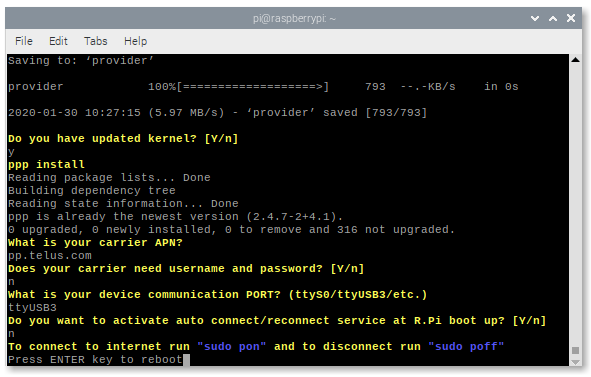 pi@raspberrypi: ~
File Edit Tabs Help
Saving to: ‘provider’
provider 100%[===================>] 793 --.-KB/s in 0s
2020-01-30 10:27:15 (5.97 MB/s) - ‘provider’ saved [793/793]
Do you have updated kernel? [Y/n]
y
ppp install
Reading package lists... Done
Building dependency tree
Reading state information... Done
ppp is already the newest version (2.4.7-2+4.1).
0 upgraded, 0 newly installed, 0 to remove and 316 not upgraded.
What is your carrier APN?
pp.telus.com
Does your carrier need username and password? [Y/n]
n
What is your device communication PORT? (ttyS0/ttyUSB3/etc.)
ttyUSB3
Do you want to activate auto connect/reconnect service at R.Pi boot up? [Y/n]
n
To connect to internet run "sudo pon" and to disconnect run "sudo poff"
Press ENTER key to reboot